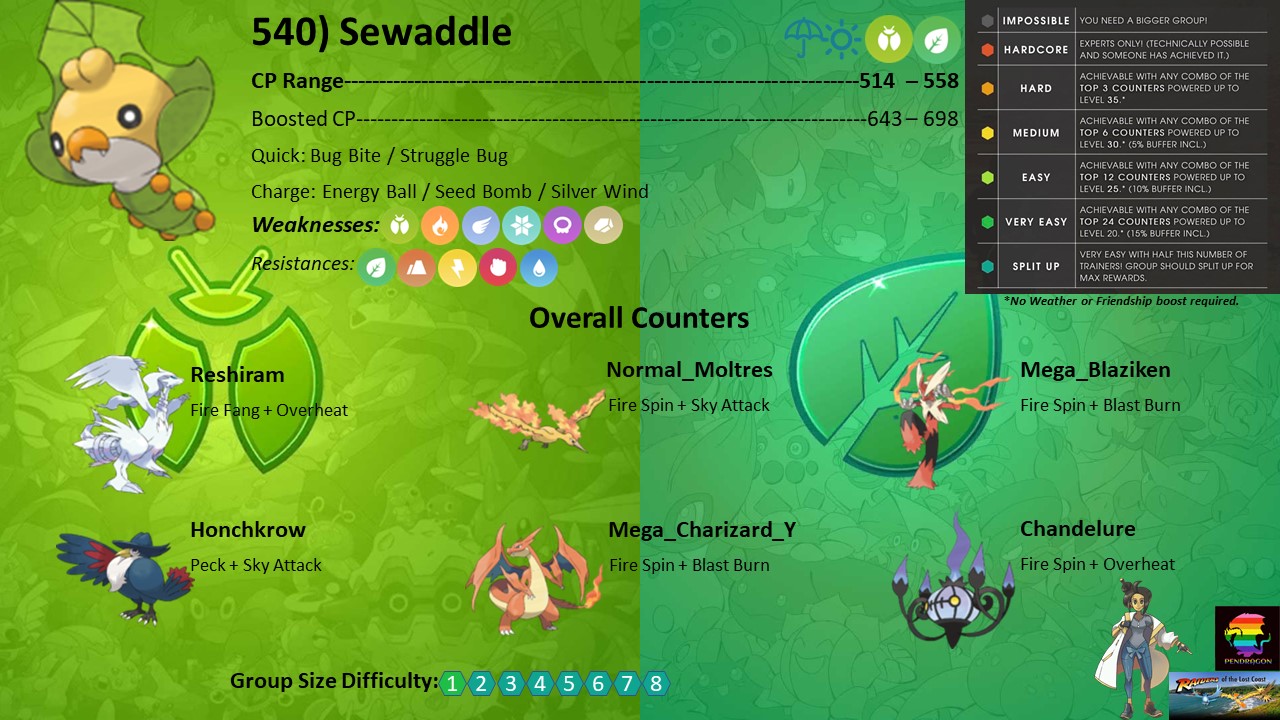 540) Sewaddle
CP Range---514 – 558
Boosted CP---643 – 698
Quick: Bug Bite / Struggle Bug
Charge: Energy Ball / Seed Bomb / Silver Wind
Weaknesses:
Resistances:
IMPOSSIBLE YOU NEED A BIGGER GROUP!
HARDCORE EXPERTS ONLY! (TECHNICALLY POSSIBLE
AND SOMEONE HAS ACHIEVED IT.)
HARD ACHIEVABLE WITH ANY COMBO OF THE
TOP 3 COUNTERS POWERED UP TO
LEVEL 35.*
MEDIUM ACHIEVABLE WITH ANY COMBO OF THE
TOP 6 COUNTERS POWERED UP TO
LEVEL 30.* (5% BUFFER INCL.)
EASY ACHIEVABLE WITH ANY COMBO OF THE
TOP 12 COUNTERS POWERED UP TO
LEVEL 25.* (10% BUFFER INCL.)
VERY EASY ACHIEVABLE WITH ANY COMBO OF THE
TOP 24 COUNTERS POWERED UP TO
LEVEL 20.* (15% BUFFER INCL.)
SPLIT UP VERY EASY WITH HALF THIS NUMBER OF
TRAINERS! GROUP SHOULD SPLIT UP FOR
MAX REWARDS.
*No Weather or Friendship boost required.
Overall Counters
Reshiram
Fire Fang + Overheat
Normal_Moltres
Fire Spin + Sky Attack
Mega_Blaziken
Fire Spin + Blast Burn
Honchkrow
Peck + Sky Attack
Mega_Charizard_Y
Fire Spin + Blast Burn
Chandelure
Fire Spin + Overheat
Group Size Difficulty: 1 2 3 4 5 6 7 8
PENDRAGON
RAIDERS of the Lost Coast